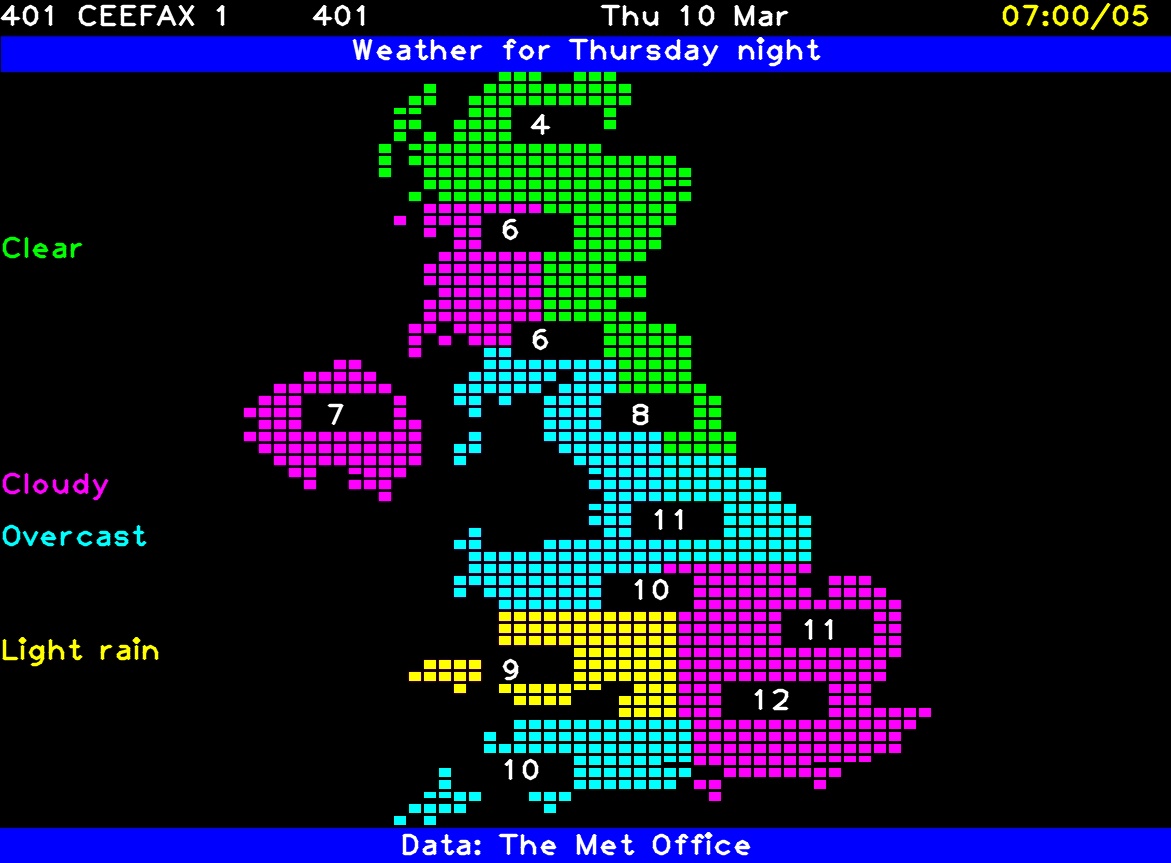 401 CEEFAX 1 401 Thu 10 Mar 07:00/05
Weather for Thursday night
4
6
Clear
6
7
8
Cloudy
11
Overcast
10
11
Light rain
9
12
10
Data: The Met Office